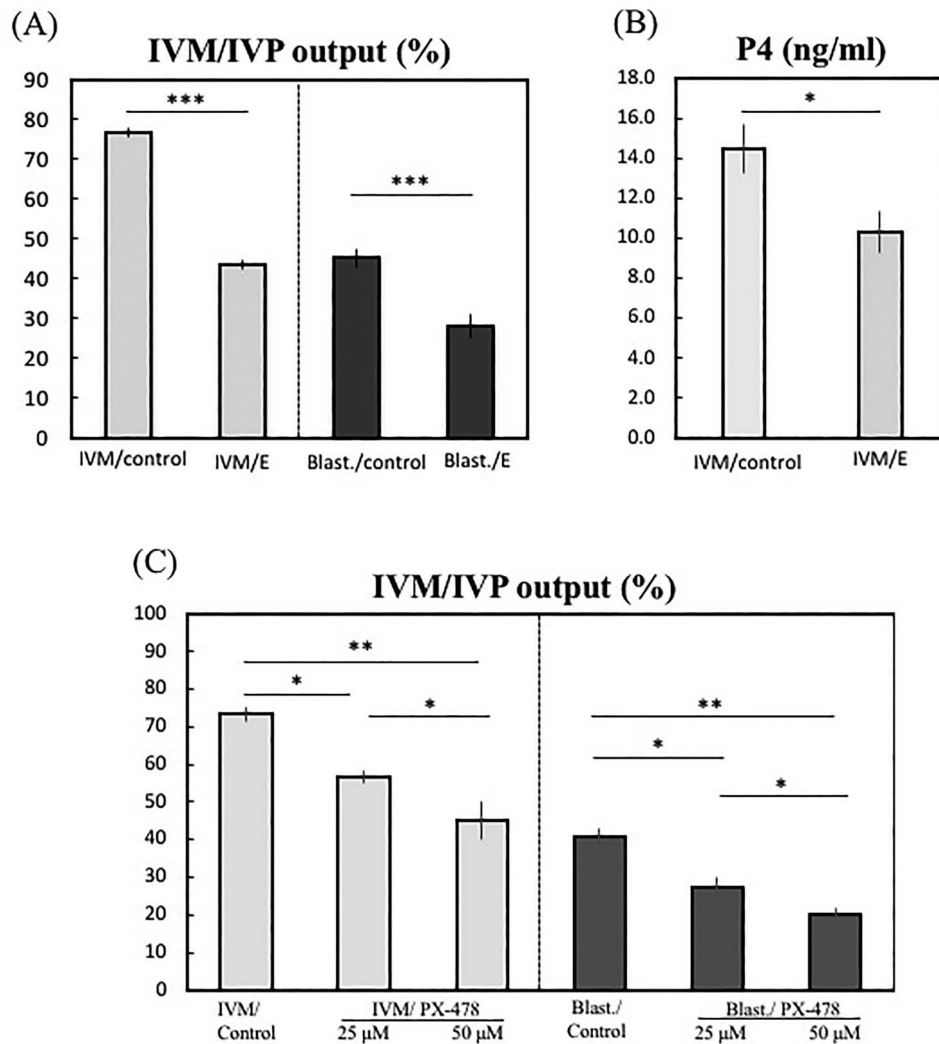 (A)
IVM/IVP output (%)
90
80
70
60
50
40
30
20
10
0
***
***
IVM/control IVM/E Blast./control Blast./E
(B)
P4 (ng/ml)
18.0
16.0
14.0
12.0
10.0
8.0
6.0
4.0
2.0
0.0
*
IVM/control IVM/E
(C)
IVM/IVP output (%)
100
90
80
70
60
50
40
30
20
10
0
**
*
*
**
*
*
IVM/
Control
IVM/ PX-478
25 µM 50 µM
Blast./
Control
Blast./ PX-478
25 µM 50 µM